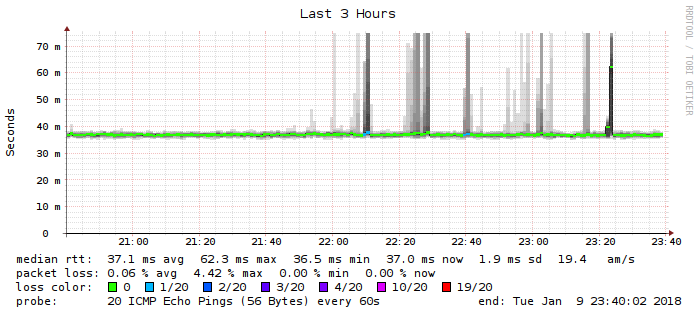 Last 3 Hours
RRDTOOL / TOBI OETIKER
Seconds
70 m
60 m
50 m
40 m
30 m
20 m
10 m
0
21:00 21:20 21:40 22:00 22:20 22:40 23:00 23:20 23:40
median rtt: 37.1 ms avg 62.3 ms max 36.5 ms min 37.0 ms now 1.9 ms sd 19.4 am/s
packet loss: 0.06 % avg 4.42 % max 0.00 % min 0.00 % now
loss color: 0 1/20 2/20 3/20 4/20 10/20 19/20
probe: 20 ICMP Echo Pings (56 Bytes) every 60s end: Tue Jan 9 23:40:02 2018